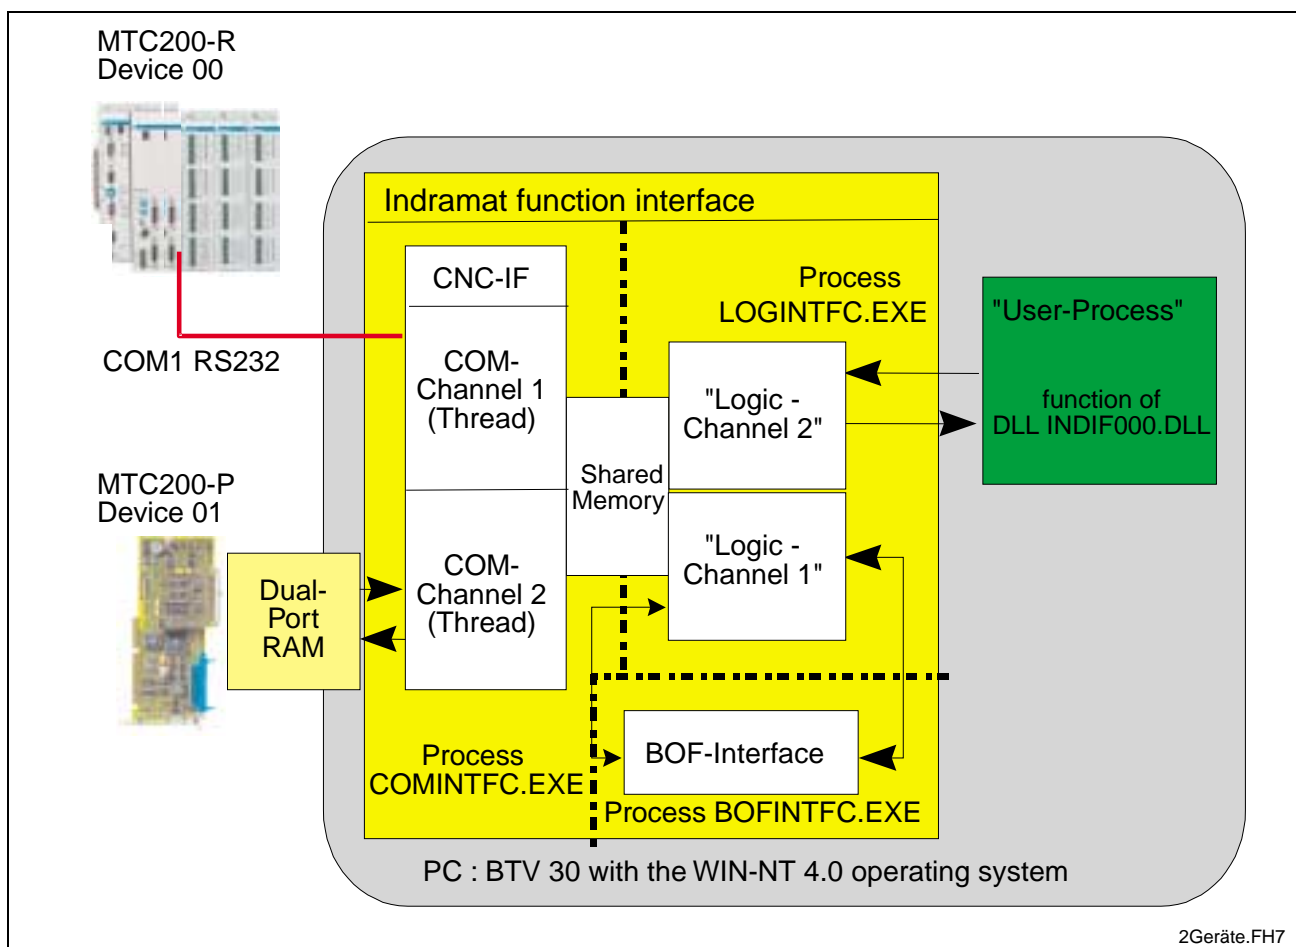 MTC200-R
Device 00
Indramat function interface
CNC-IF
Process
LOGINTFC.EXE
"User-Process"
COM1 RS232
COM-
Channel 1
(Thread)
"Logic -
Channel 2"
function of
DLL INDIF000.DLL
Shared
Memory
MTC200-P
Device 01
Dual-
Port
RAM
COM-
Channel 2
(Thread)
"Logic -
Channel 1"
Process
COMINTFC.EXE
BOF-Interface
Process BOFINTFC.EXE
PC : BTV 30 with the WIN-NT 4.0 operating system
2Geräte.FH7